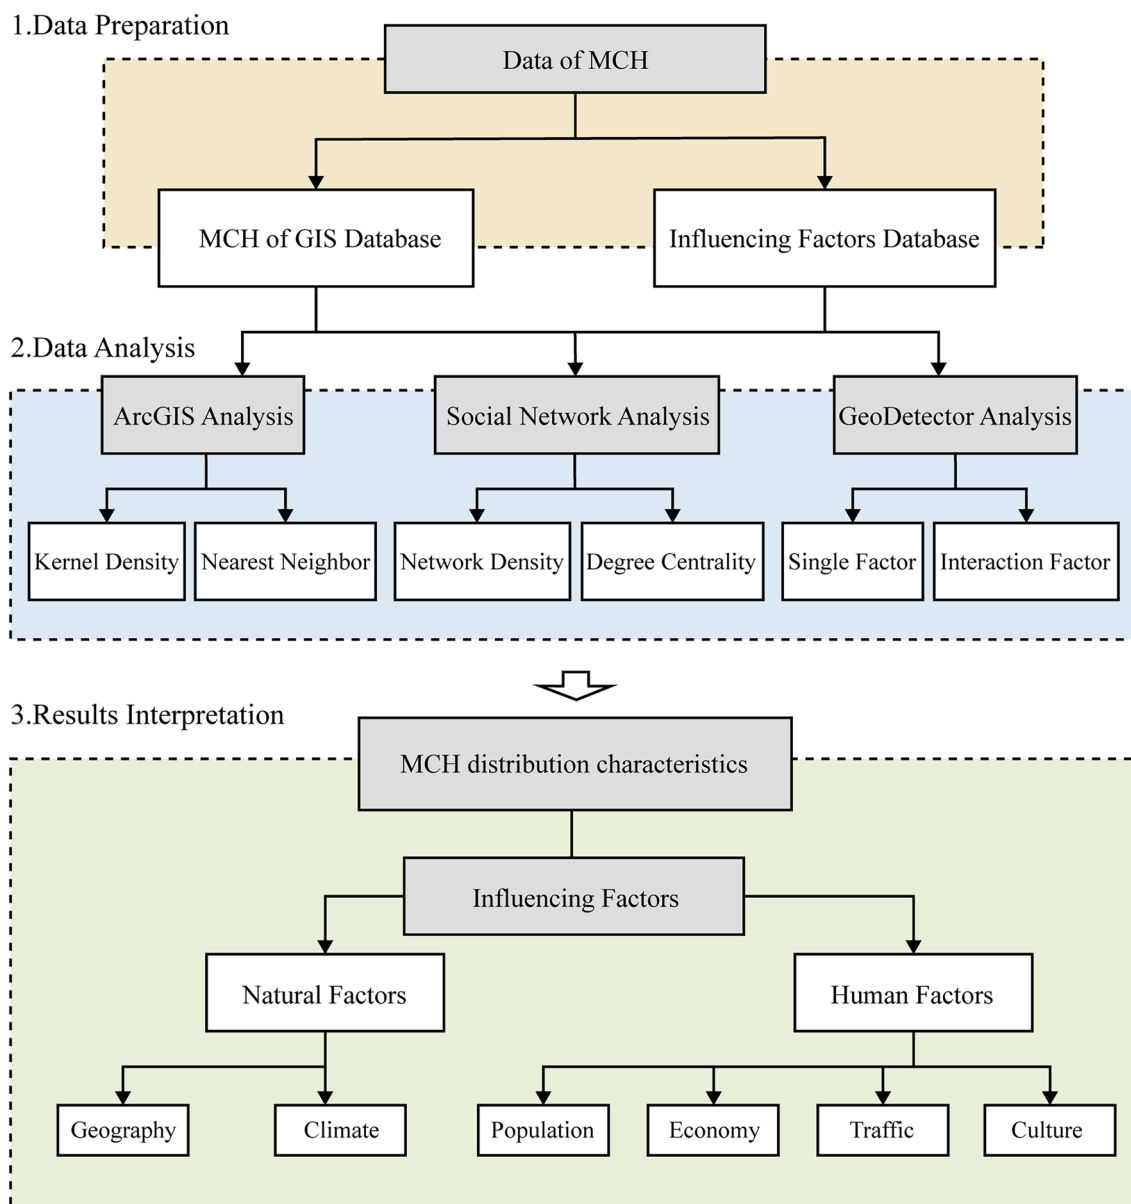 1.Data Preparation
Data of MCH
MCH of GIS Database
Influencing Factors Database
2.Data Analysis
ArcGIS Analysis
Social Network Analysis
GeoDetector Analysis
Kernel Density
Nearest Neighbor
Network Density
Degree Centrality
Single Factor
Interaction Factor
3.Results Interpretation
MCH distribution characteristics
Influencing Factors
Natural Factors
Human Factors
Geography
Climate
Population
Economy
Traffic
Culture